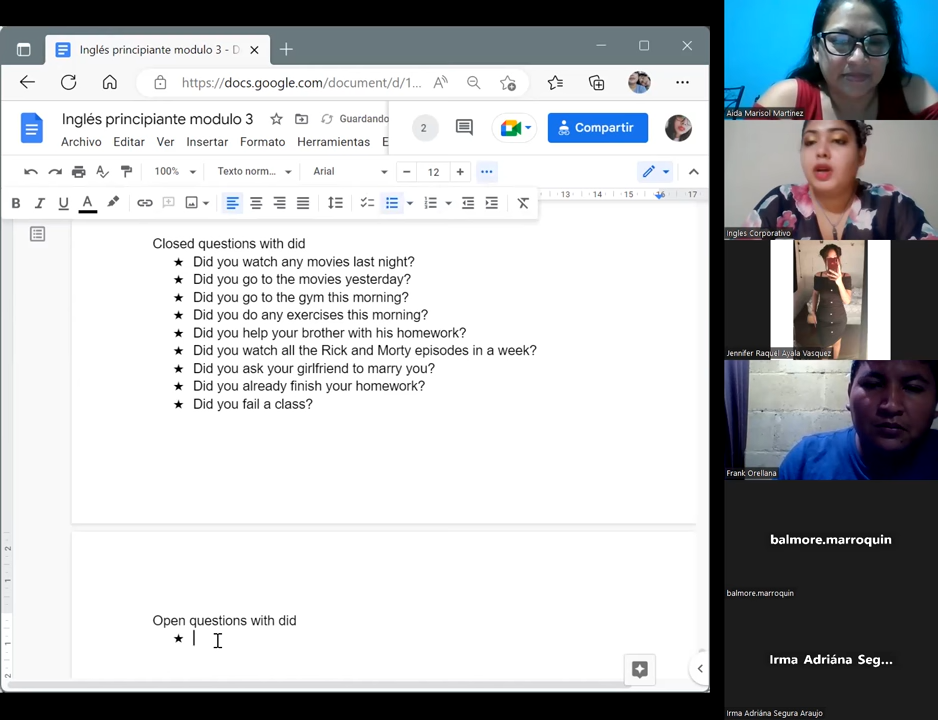 Inglés principiante modulo 3 - D
https://docs.google.com/document/d/1...
Inglés principiante modulo 3
Guardando
2
Compartir
Archivo Editar Ver Insertar Formato Herramientas E
100% Texto norm... Arial 12
13 14 15 16 17
Closed questions with did
★ Did you watch any movies last night?
★ Did you go to the movies yesterday?
★ Did you go to the gym this morning?
★ Did you do any exercises this morning?
★ Did you help your brother with his homework?
★ Did you watch all the Rick and Morty episodes in a week?
★ Did you ask your girlfriend to marry you?
★ Did you already finish your homework?
★ Did you fail a class?
Open questions with did
★
Aida Marisol Martínez
Ingles Corporativo
Jennifer Raquel Ayala Vasquez
Frank Orellana
balmore.marroquin
balmore.marroquin
Irma Adriána Seg...
Irma Adriána Segura Araujo